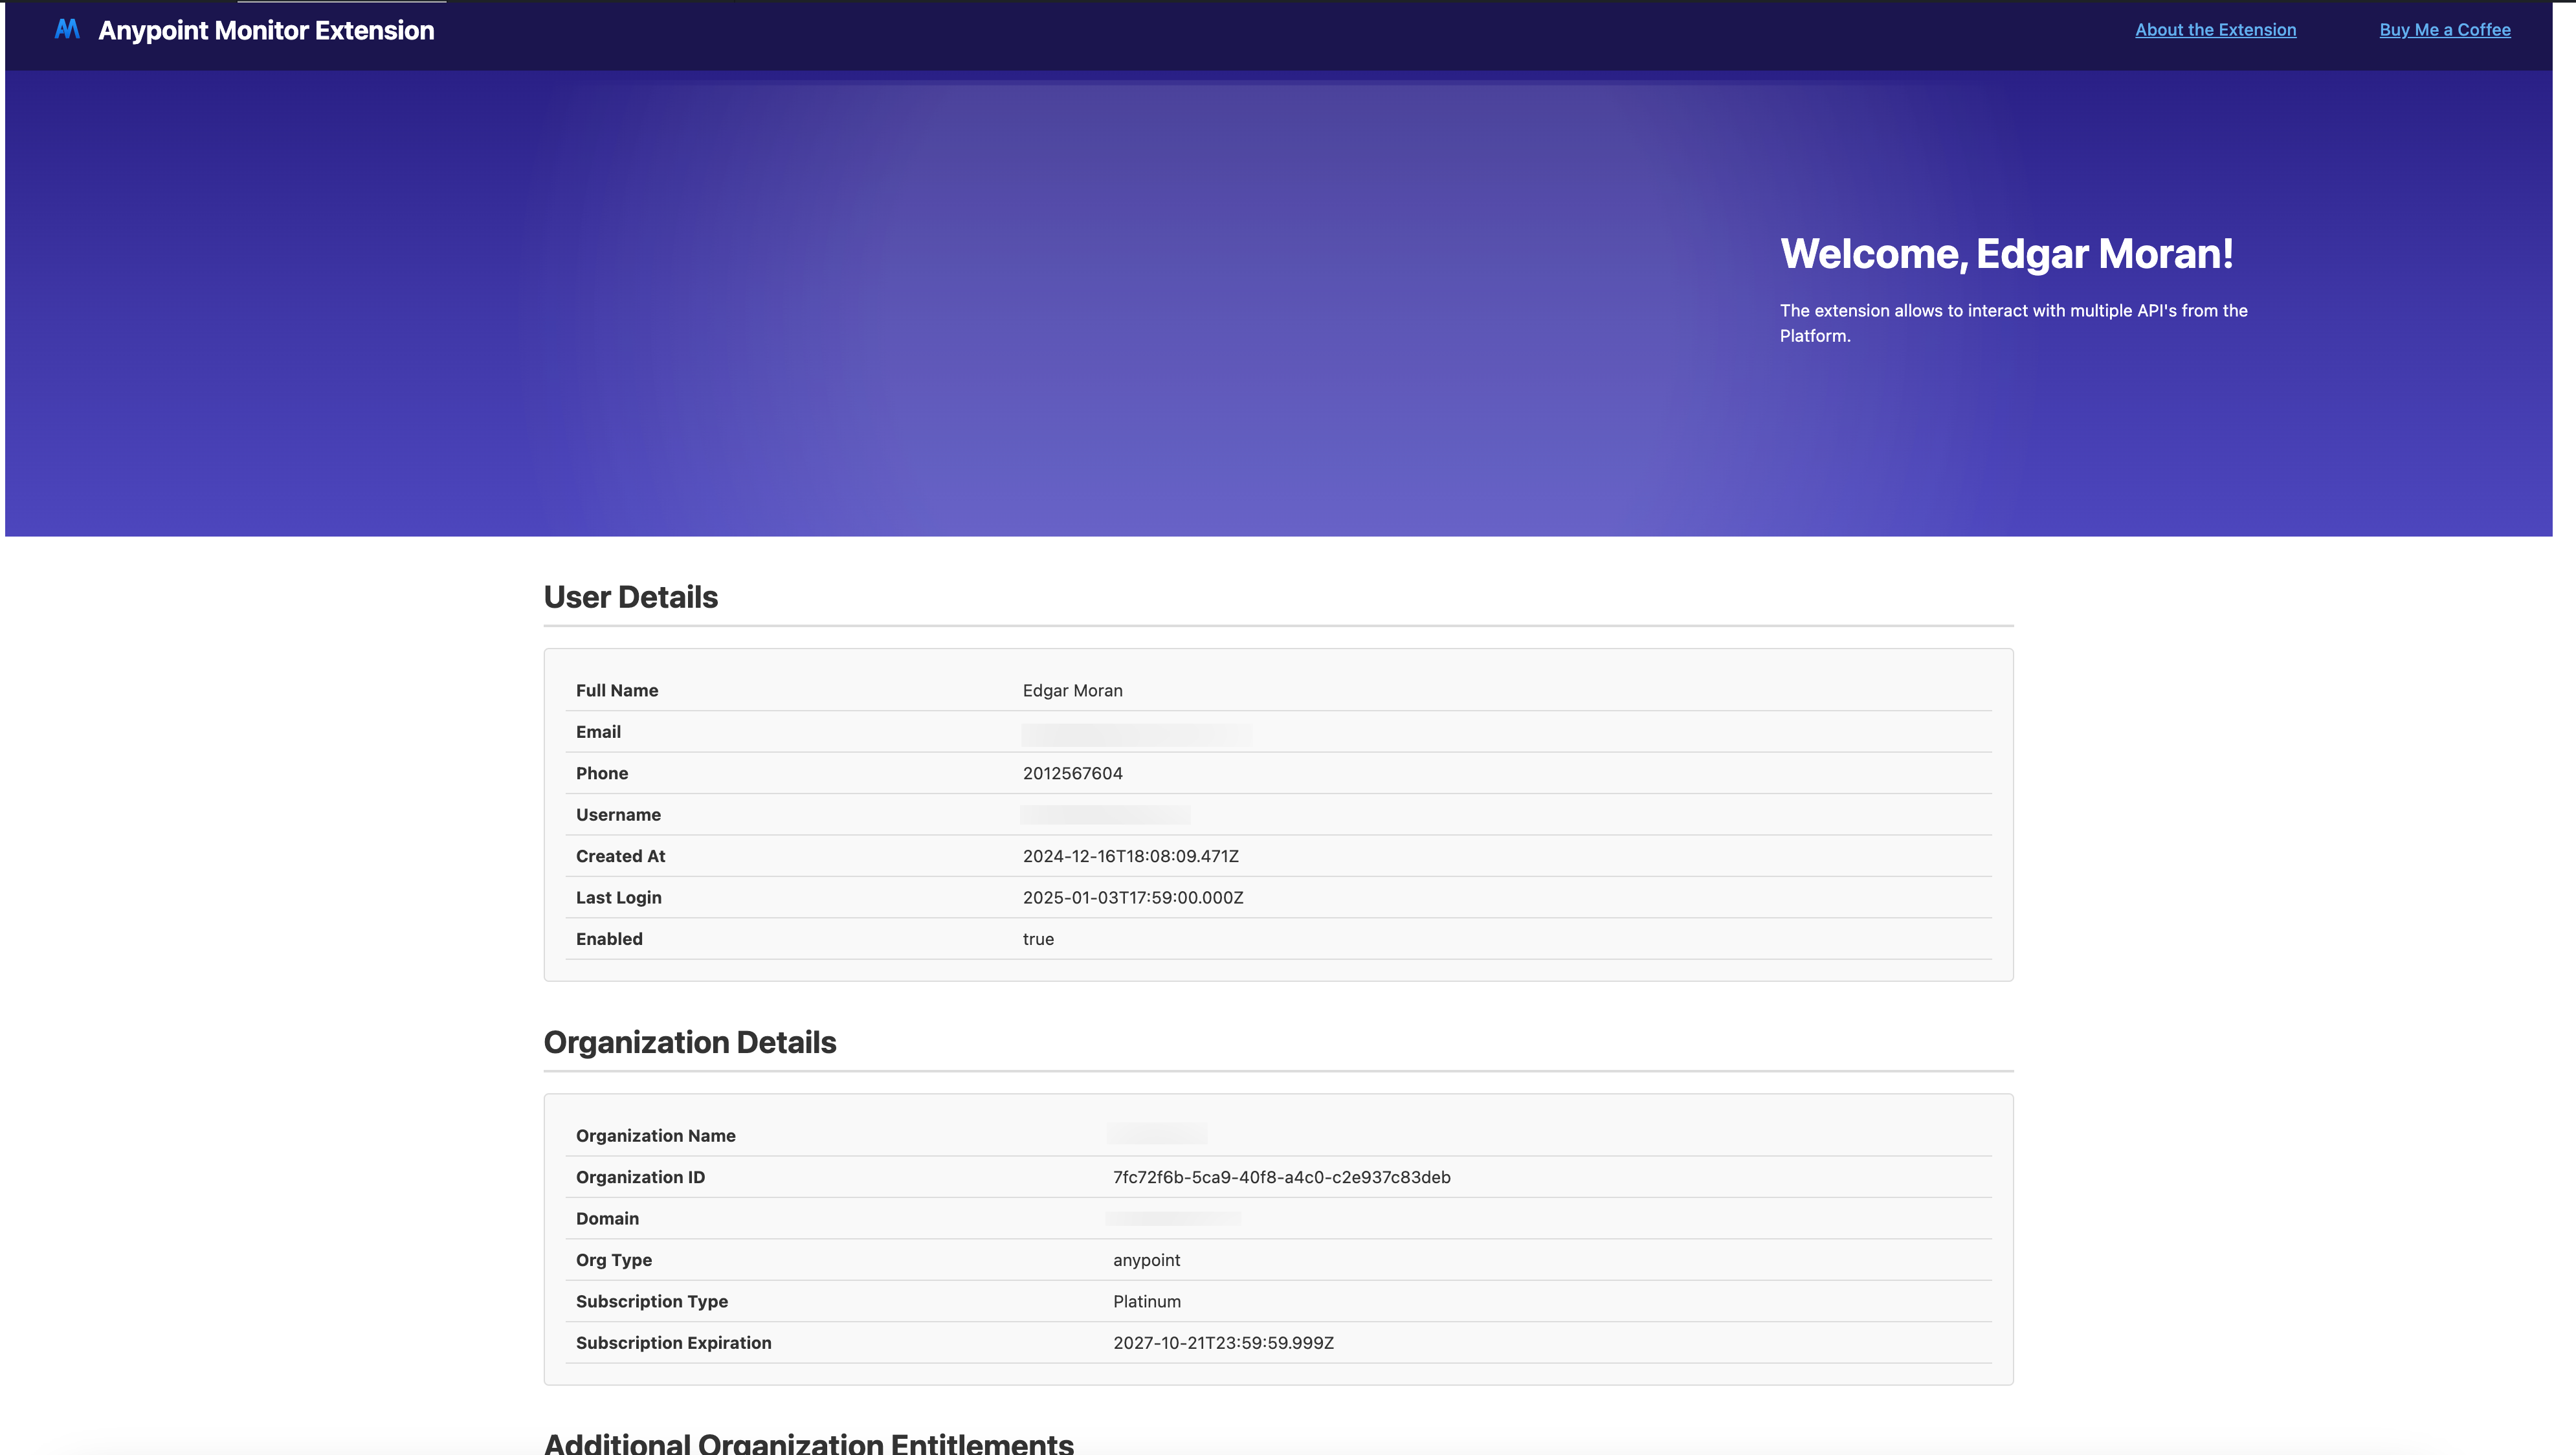 Anypoint Monitor Extension
About the Extension
Buy Me a Coffee
Welcome, Edgar Moran!
The extension allows to interact with multiple API's from the
Platform.
User Details
Full Name Edgar Moran
Email
Phone 2012567604
Username
Created At 2024-12-16T18:08:09.471Z
Last Login 2025-01-03T17:59:00.000Z
Enabled true
Organization Details
Organization Name
Organization ID 7fc72f6b-5ca9-40f8-a4c0-c2e937c83deb
Domain
Org Type anypoint
Subscription Type Platinum
Subscription Expiration 2027-10-21T23:59:59.999Z
Additional Organization Entitlements